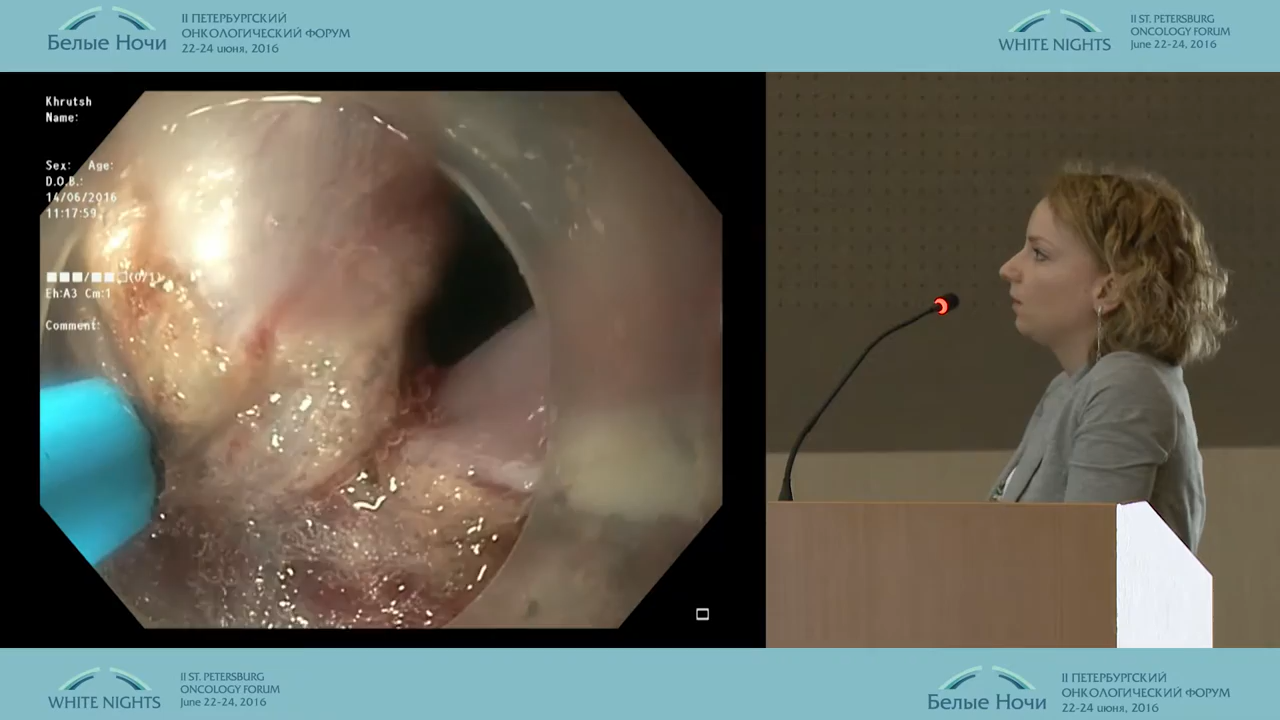 Белые Ночи
II ПЕТЕРБУРГСКИЙ
ОНКОЛОГИЧЕСКИЙ ФОРУМ
22-24 июня, 2016
WHITE NIGHTS
II ST. PETERSBURG
ONCOLOGY FORUM
June 22-24, 2016
Khrutsh
Name:
Sex: Age:
D.O.B.:
14/06/2016
11:17:59
(0/1)
Eh:A3 Cm:1
Comment:
WHITE NIGHTS
II ST. PETERSBURG
ONCOLOGY FORUM
June 22-24, 2016
Белые Ночи
II ПЕТЕРБУРГСКИЙ
ОНКОЛОГИЧЕСКИЙ ФОРУМ
22-24 июня, 2016